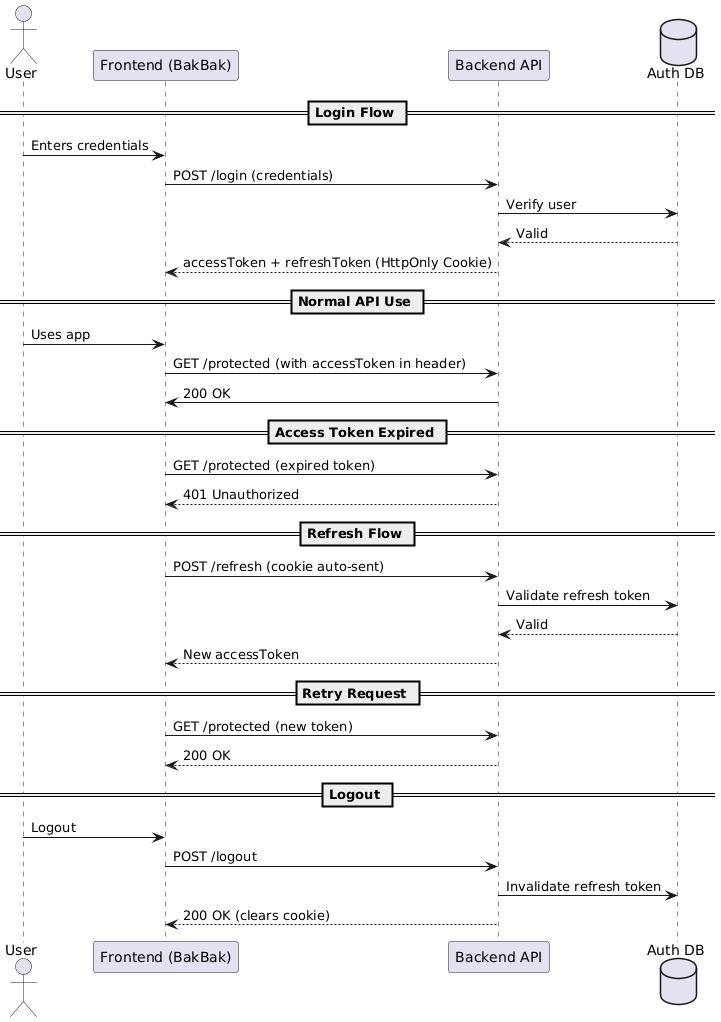 User
Frontend (BakBak)
Backend API
Auth DB
Login Flow
Enters credentials
POST /login (credentials)
Verify user
Valid
accessToken + refreshToken (HttpOnly Cookie)
Normal API Use
Uses app
GET /protected (with accessToken in header)
200 OK
Access Token Expired
GET /protected (expired token)
401 Unauthorized
Refresh Flow
POST /refresh (cookie auto-sent)
Validate refresh token
Valid
New accessToken
Retry Request
GET /protected (new token)
200 OK
Logout
Logout
POST /logout
Invalidate refresh token
200 OK (clears cookie)
User
Frontend (BakBak)
Backend API
Auth DB